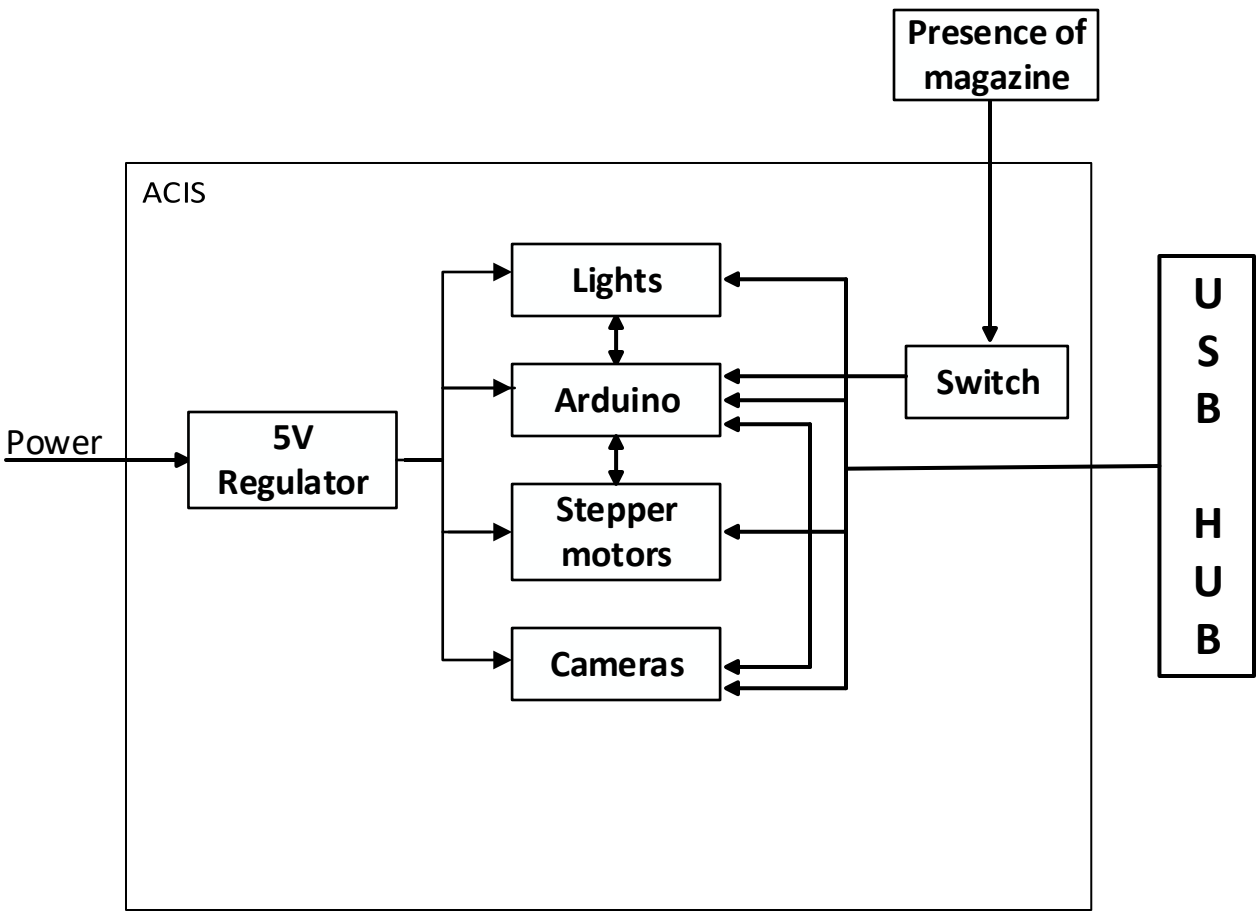 Presence of
magazine
ACIS
Lights
Switch
Arduino
Power
5V
Regulator
Stepper
motors
Cameras
U
S
B
H
U
B